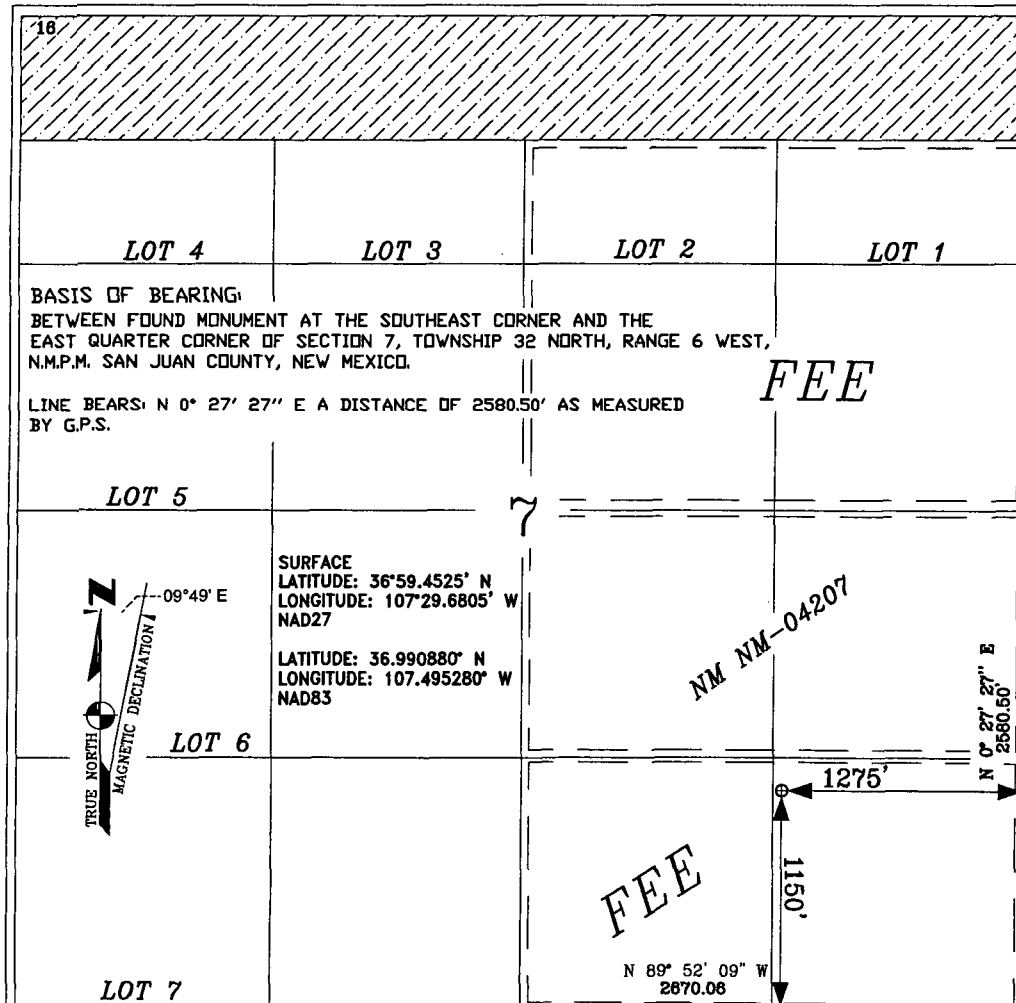 16
LOT 4
LOT 3
LOT 2
LOT 1
BASIS OF BEARING:
BETWEEN FOUND MONUMENT AT THE SOUTHEAST CORNER AND THE
EAST QUARTER CORNER OF SECTION 7, TOWNSHIP 32 NORTH, RANGE 6 WEST,
N.M.P.M. SAN JUAN COUNTY, NEW MEXICO.
LINE BEARS: N 0° 27' 27" E A DISTANCE OF 2580.50' AS MEASURED
BY G.P.S.
FEE
LOT 5
7
SURFACE
LATITUDE: 36°59.4525' N
LONGITUDE: 107°29.6805' W
NAD27
LATITUDE: 36.990880° N
LONGITUDE: 107.495280° W
NAD83
N
09°49' E
TRUE NORTH
MAGNETIC DECLINATION
NM NM-04207
N 0° 27' 27" E
2580.50'
LOT 6
1275'
1150'
FEE
N 89° 52' 09" W
2670.06
LOT 7